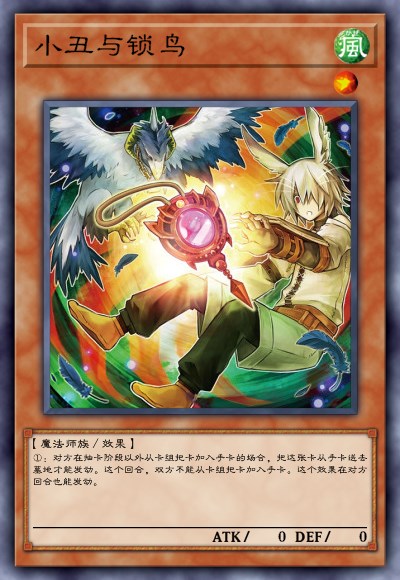 小丑与锁鸟
風
【魔法师族／效果】
①：对方在抽卡阶段以外从卡组把卡加入手卡的场合，把这张卡从手卡送去
墓地才能发动。这个回合，双方不能从卡组把卡加入手卡。这个效果在对方
回合也能发动。
ATK/ 0 DEF/ 0